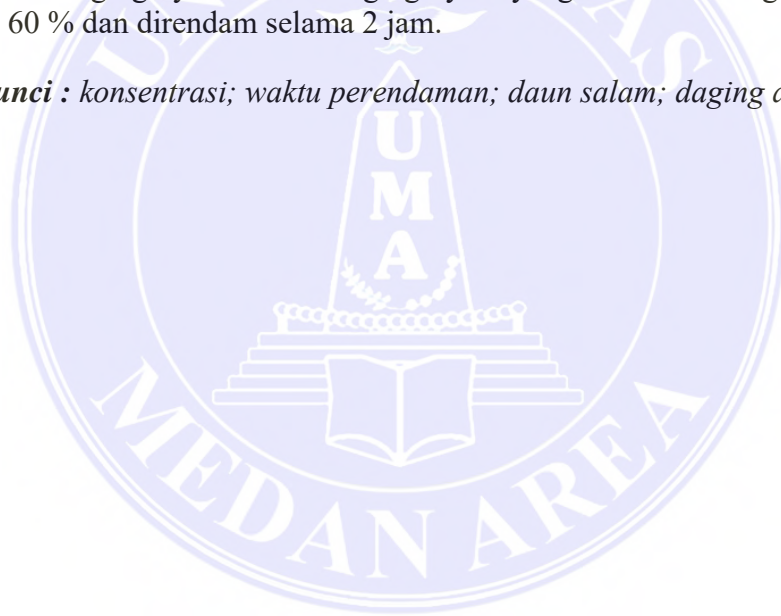 60 % dan direndam selama 2 jam.
unci : konsentrasi; waktu perendaman; daun salam; daging
U
M
A
MEDAN AREA